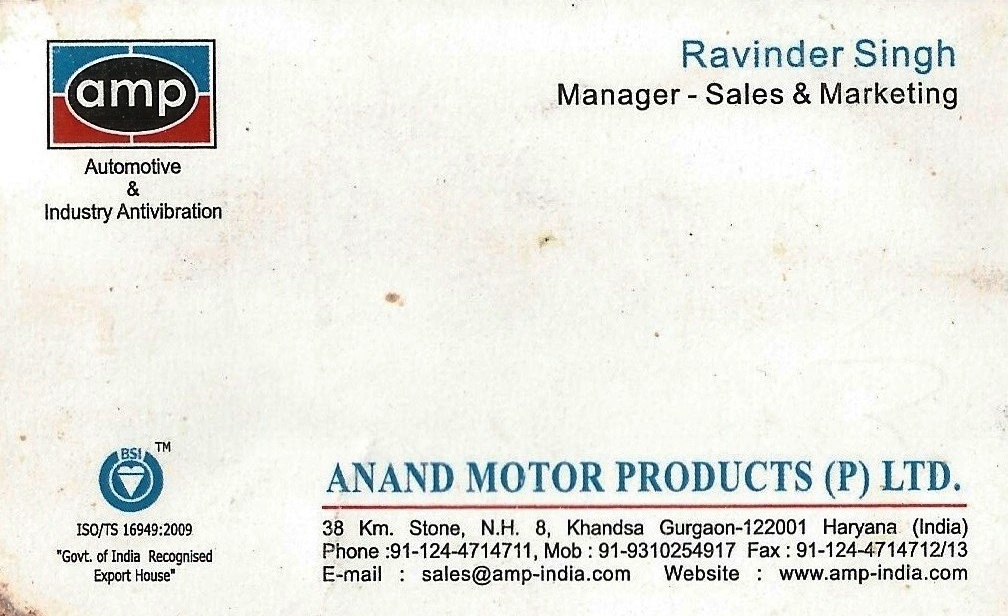 amp
Automotive
&
Industry Antivibration
Ravinder Singh
Manager - Sales & Marketing
BSI TM
ISO/TS 16949:2009
"Govt. of India Recognised
Export House"
ANAND MOTOR PRODUCTS (P) LTD.
38 Km. Stone, N.H. 8, Khandsa Gurgaon-122001 Haryana (India)
Phone :91-124-4714711, Mob : 91-9310254917 Fax : 91-124-4714712/13
E-mail : sales@amp-india.com Website : www.amp-india.com